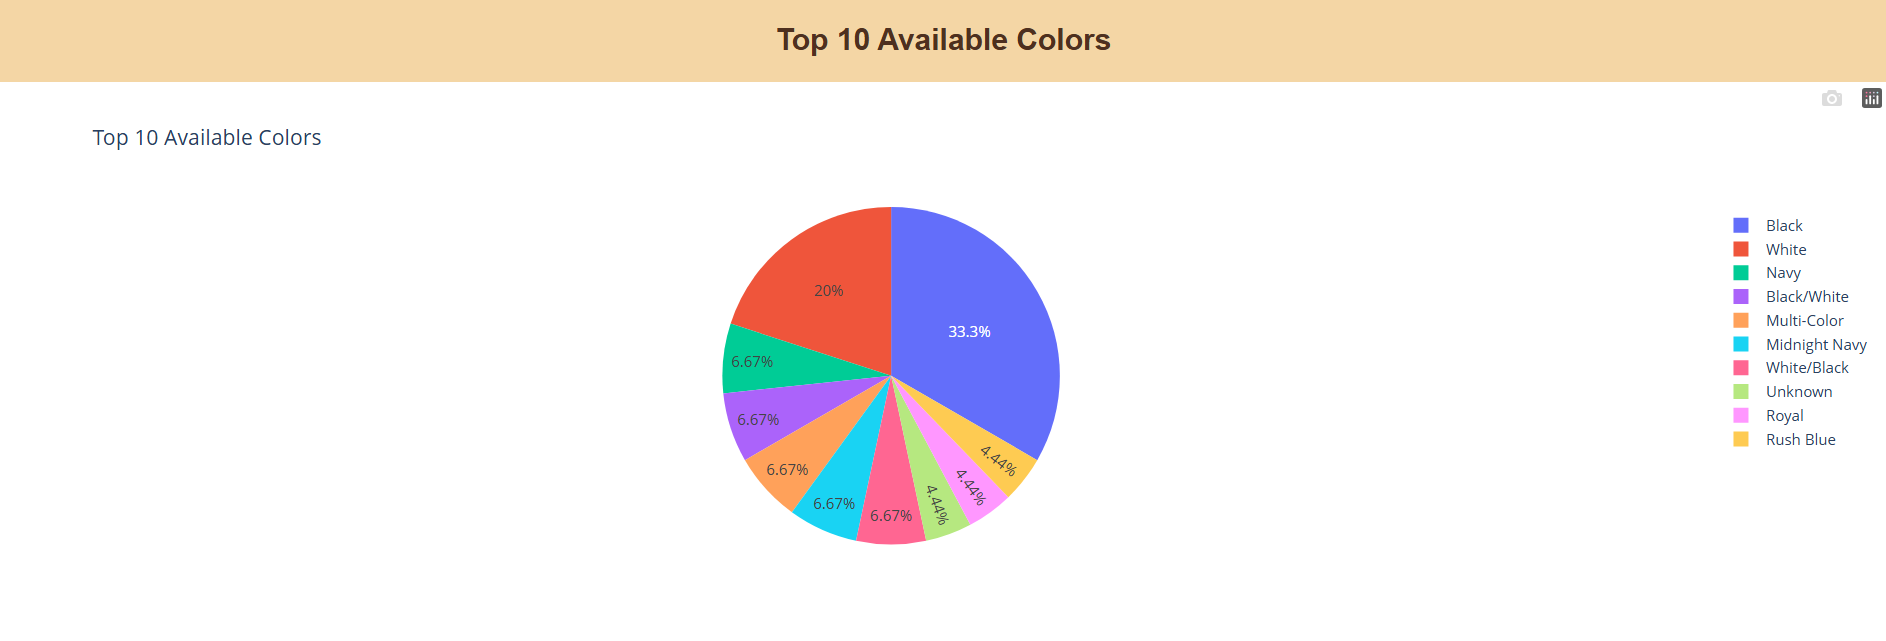 Top 10 Available Colors
Top 10 Available Colors
20%
33.3%
6.67%
6.67%
6.67%
6.67%
6.67%
4.44%
4.44%
4.44%
Black
White
Navy
Black/White
Multi-Color
Midnight Navy
White/Black
Unknown
Royal
Rush Blue